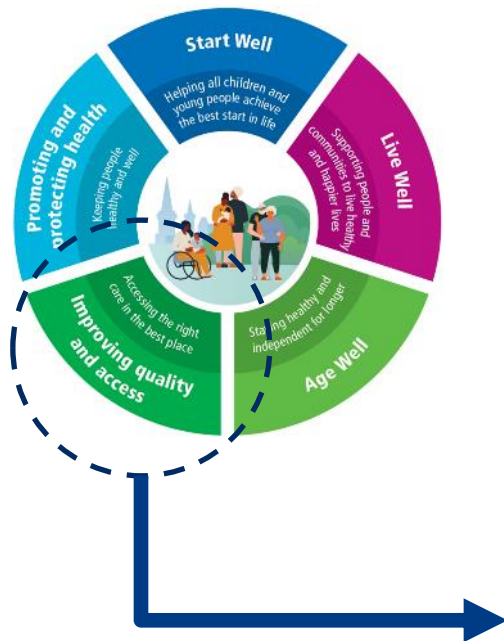 Start Well
Helping all children and
young people achieve
the best start in life
Live Well
Supporting people and
communities to live healthy
and happier lives
Age Well
Staying healthy and
independent for longer
Improving quality
and access
Accessing the right
care in the best place
Promoting and
protecting health
Keeping people
healthy and well